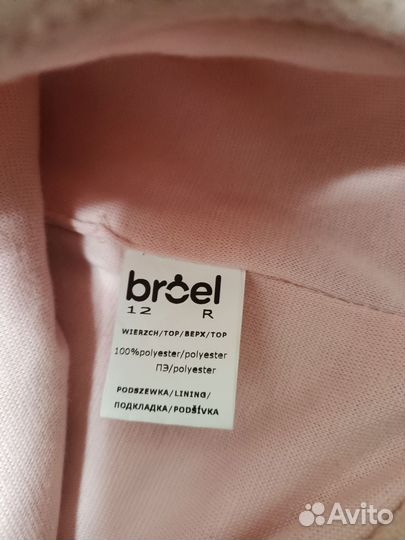 broel
12 R
WIERZCH/TOP/ВЕРХ/TOP
100%polyester/polyester
ПЭ/polyester
PODSZEWKA/LINING/
ПОДКЛАДКА/PODŠÍVKA
Avito